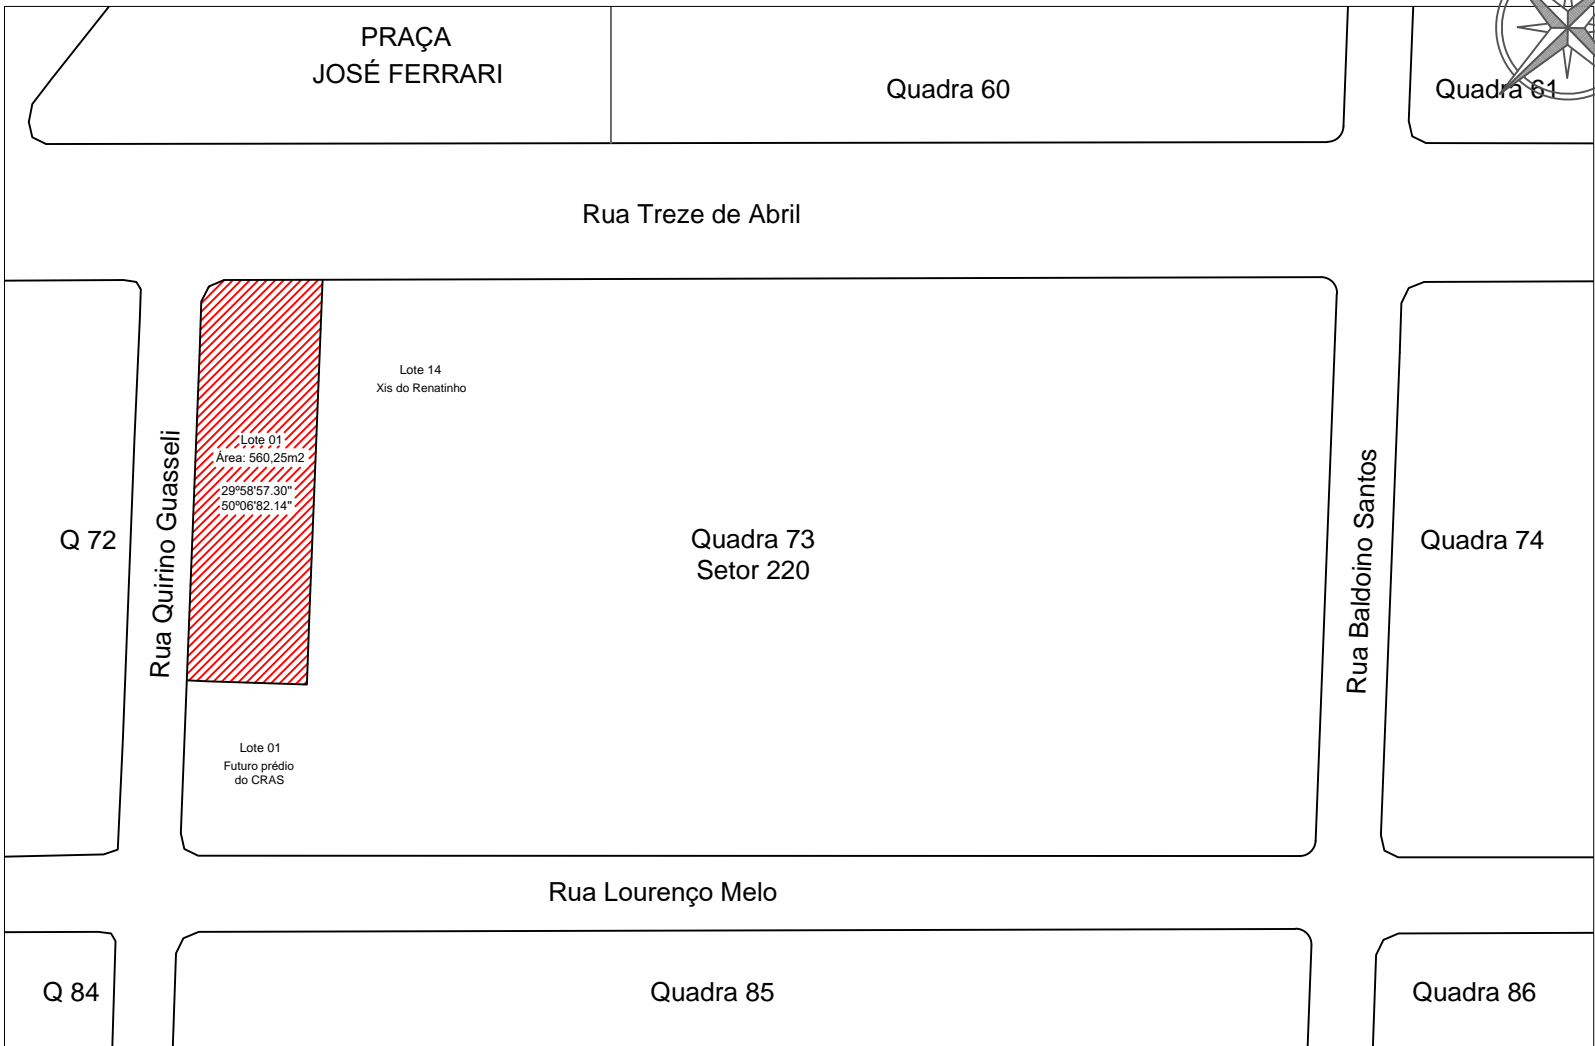 PRAÇA
JOSÉ FERRARI
Quadra 60
Quadra 61
Rua Treze de Abril
Lote 14
Xis do Renatinho
Lote 01
Área: 560,25m2
29º58'57.30"
50º06'82.14"
Rua Quirino Guasseli
Q 72
Quadra 73
Setor 220
Rua Baldoino Santos
Quadra 74
Lote 01
Futuro prédio
do CRAS
Rua Lourenço Melo
Q 84
Quadra 85
Quadra 86